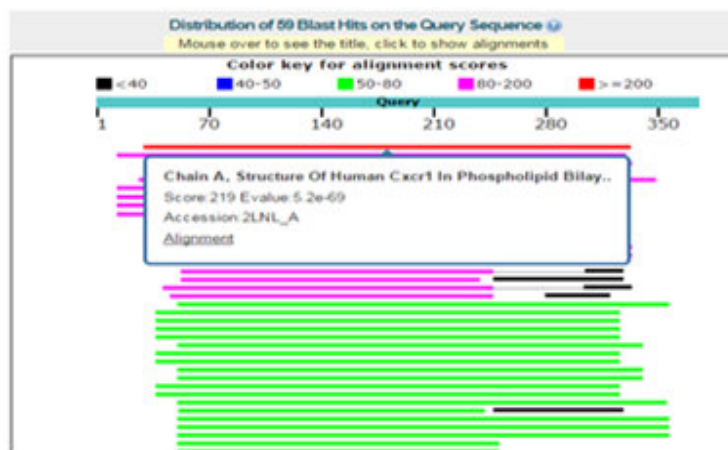 Distribution of 59 Blast Hits on the Query Sequence
Mouse over to see the title, click to show alignments
Color key for alignment scores
<40 40-50 50-80 80-200 >=200
Query
1 70 140 210 280 350
Chain A, Structure Of Human Cxcr1 In Phospholipid Bilay..
Score:219 Evalue:5.2e-69
Accession:2LNL_A
Alignment